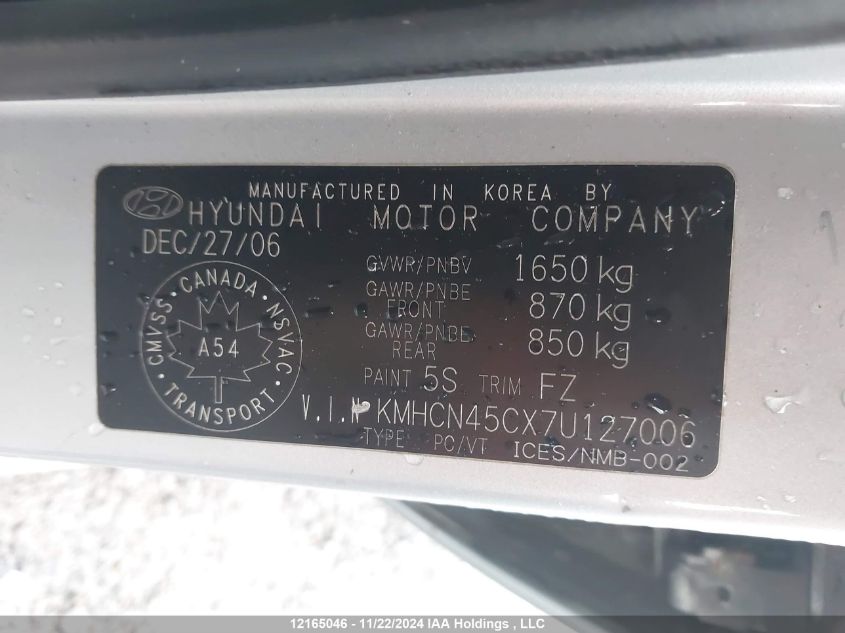 MANUFACTURED IN KOREA BY
HYUNDAI MOTOR COMPANY
DEC/27/06
GVWR/PNBV 1650 kg
GAWR/PNBE FRONT 870 kg
GAWR/PNBE REAR 850 kg
PAINT 5S TRIM FZ
V.I.N KMHCN45CX7U127006
TYPE PC/VT ICES/NMB-002
CMVSS • CANADA • NSVAC
A54
TRANSPORT
12165046 - 11/22/2024 IAA Holdings , LLC